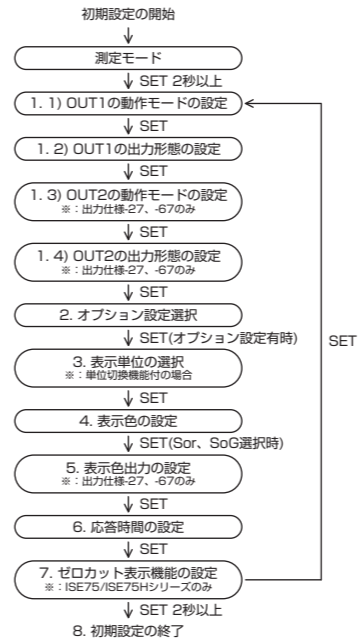 初期設定の開始
測定モード
SET 2秒以上
1. 1) OUT1の動作モードの設定
SET
1. 2) OUT1の出力形態の設定
SET
1. 3) OUT2の動作モードの設定
※：出力仕様-27、-67のみ
SET
1. 4) OUT2の出力形態の設定
※：出力仕様-27、-67のみ
SET
2. オプション設定選択
SET(オプション設定有時)
SET
3. 表示単位の選択
※：単位切換機能付の場合
SET
4. 表示色の設定
SET(Sor、SoG選択時)
5. 表示色出力の設定
※：出力仕様-27、-67のみ
SET
6. 応答時間の設定
SET
7. ゼロカット表示機能の設定
※：ISE75/ISE75Hシリーズのみ
SET 2秒以上
8. 初期設定の終了